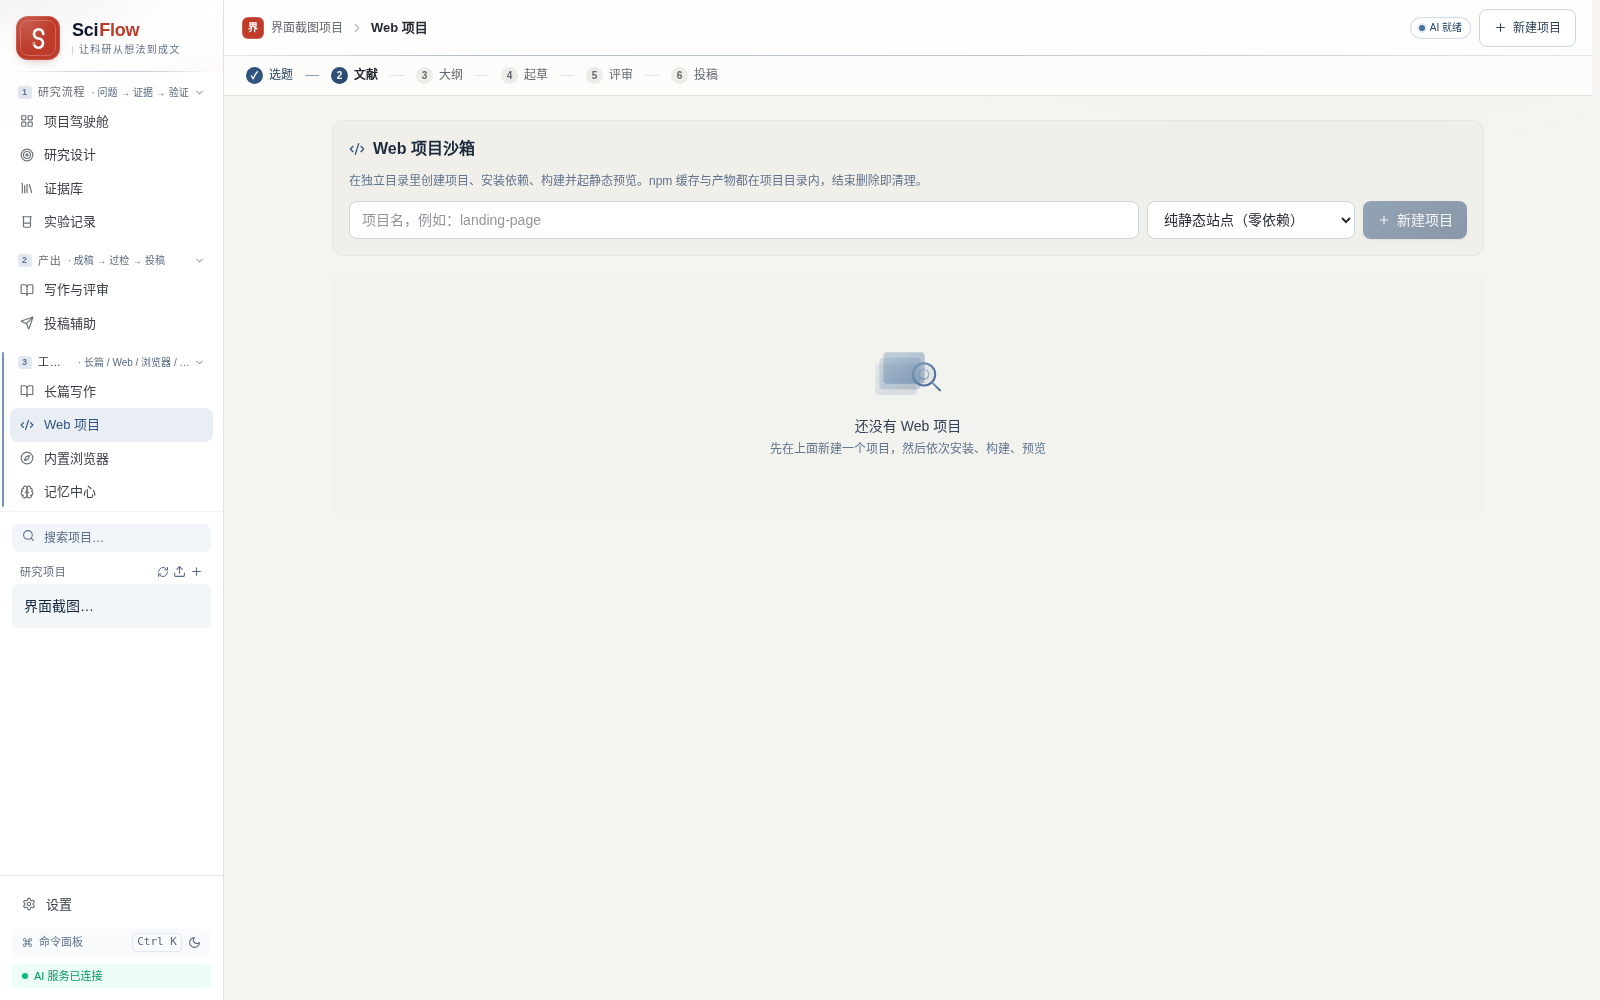 SciFlow
让科研从想法到成文
1 研究流程 · 问题 → 证据 → 验证
项目驾驶舱
研究设计
证据库
实验记录
2 产出 · 成稿 → 过检 → 投稿
写作与评审
投稿辅助
3 工… · 长篇 / Web / 浏览器 / …
长篇写作
Web 项目
内置浏览器
记忆中心
搜索项目…
研究项目
界面截图…
设置
命令面板 Ctrl K
AI 服务已连接
界 界面截图项目 Web 项目
AI 就绪
新建项目
选题 2 文献 3 大纲 4 起草 5 评审 6 投稿
Web 项目沙箱
在独立目录里创建项目、安装依赖、构建并起静态预览。npm 缓存与产物都在项目目录内，结束删除即清理。
项目名，例如：landing-page
纯静态站点（零依赖）
新建项目
还没有 Web 项目
先在上面新建一个项目，然后依次安装、构建、预览